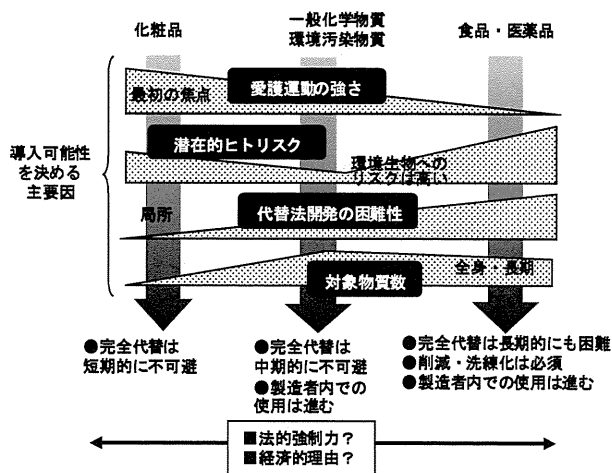 化粧品
一般化学物質
環境汚染物質
食品・医薬品
導入可能性
を決める
主要因
最初の焦点
愛護運動の強さ
潜在的ヒトリスク
環境生物への
リスクは高い
局所
代替法開発の困難性
対象物質数
全身・長期
●完全代替は
短期的に不可避
●完全代替は
中期的に不可避
●製造者内での
使用は進む
●完全代替は長期的にも困難
●削減・洗練化は必須
●製造者内での使用は進む
■法的強制力？
■経済的理由？